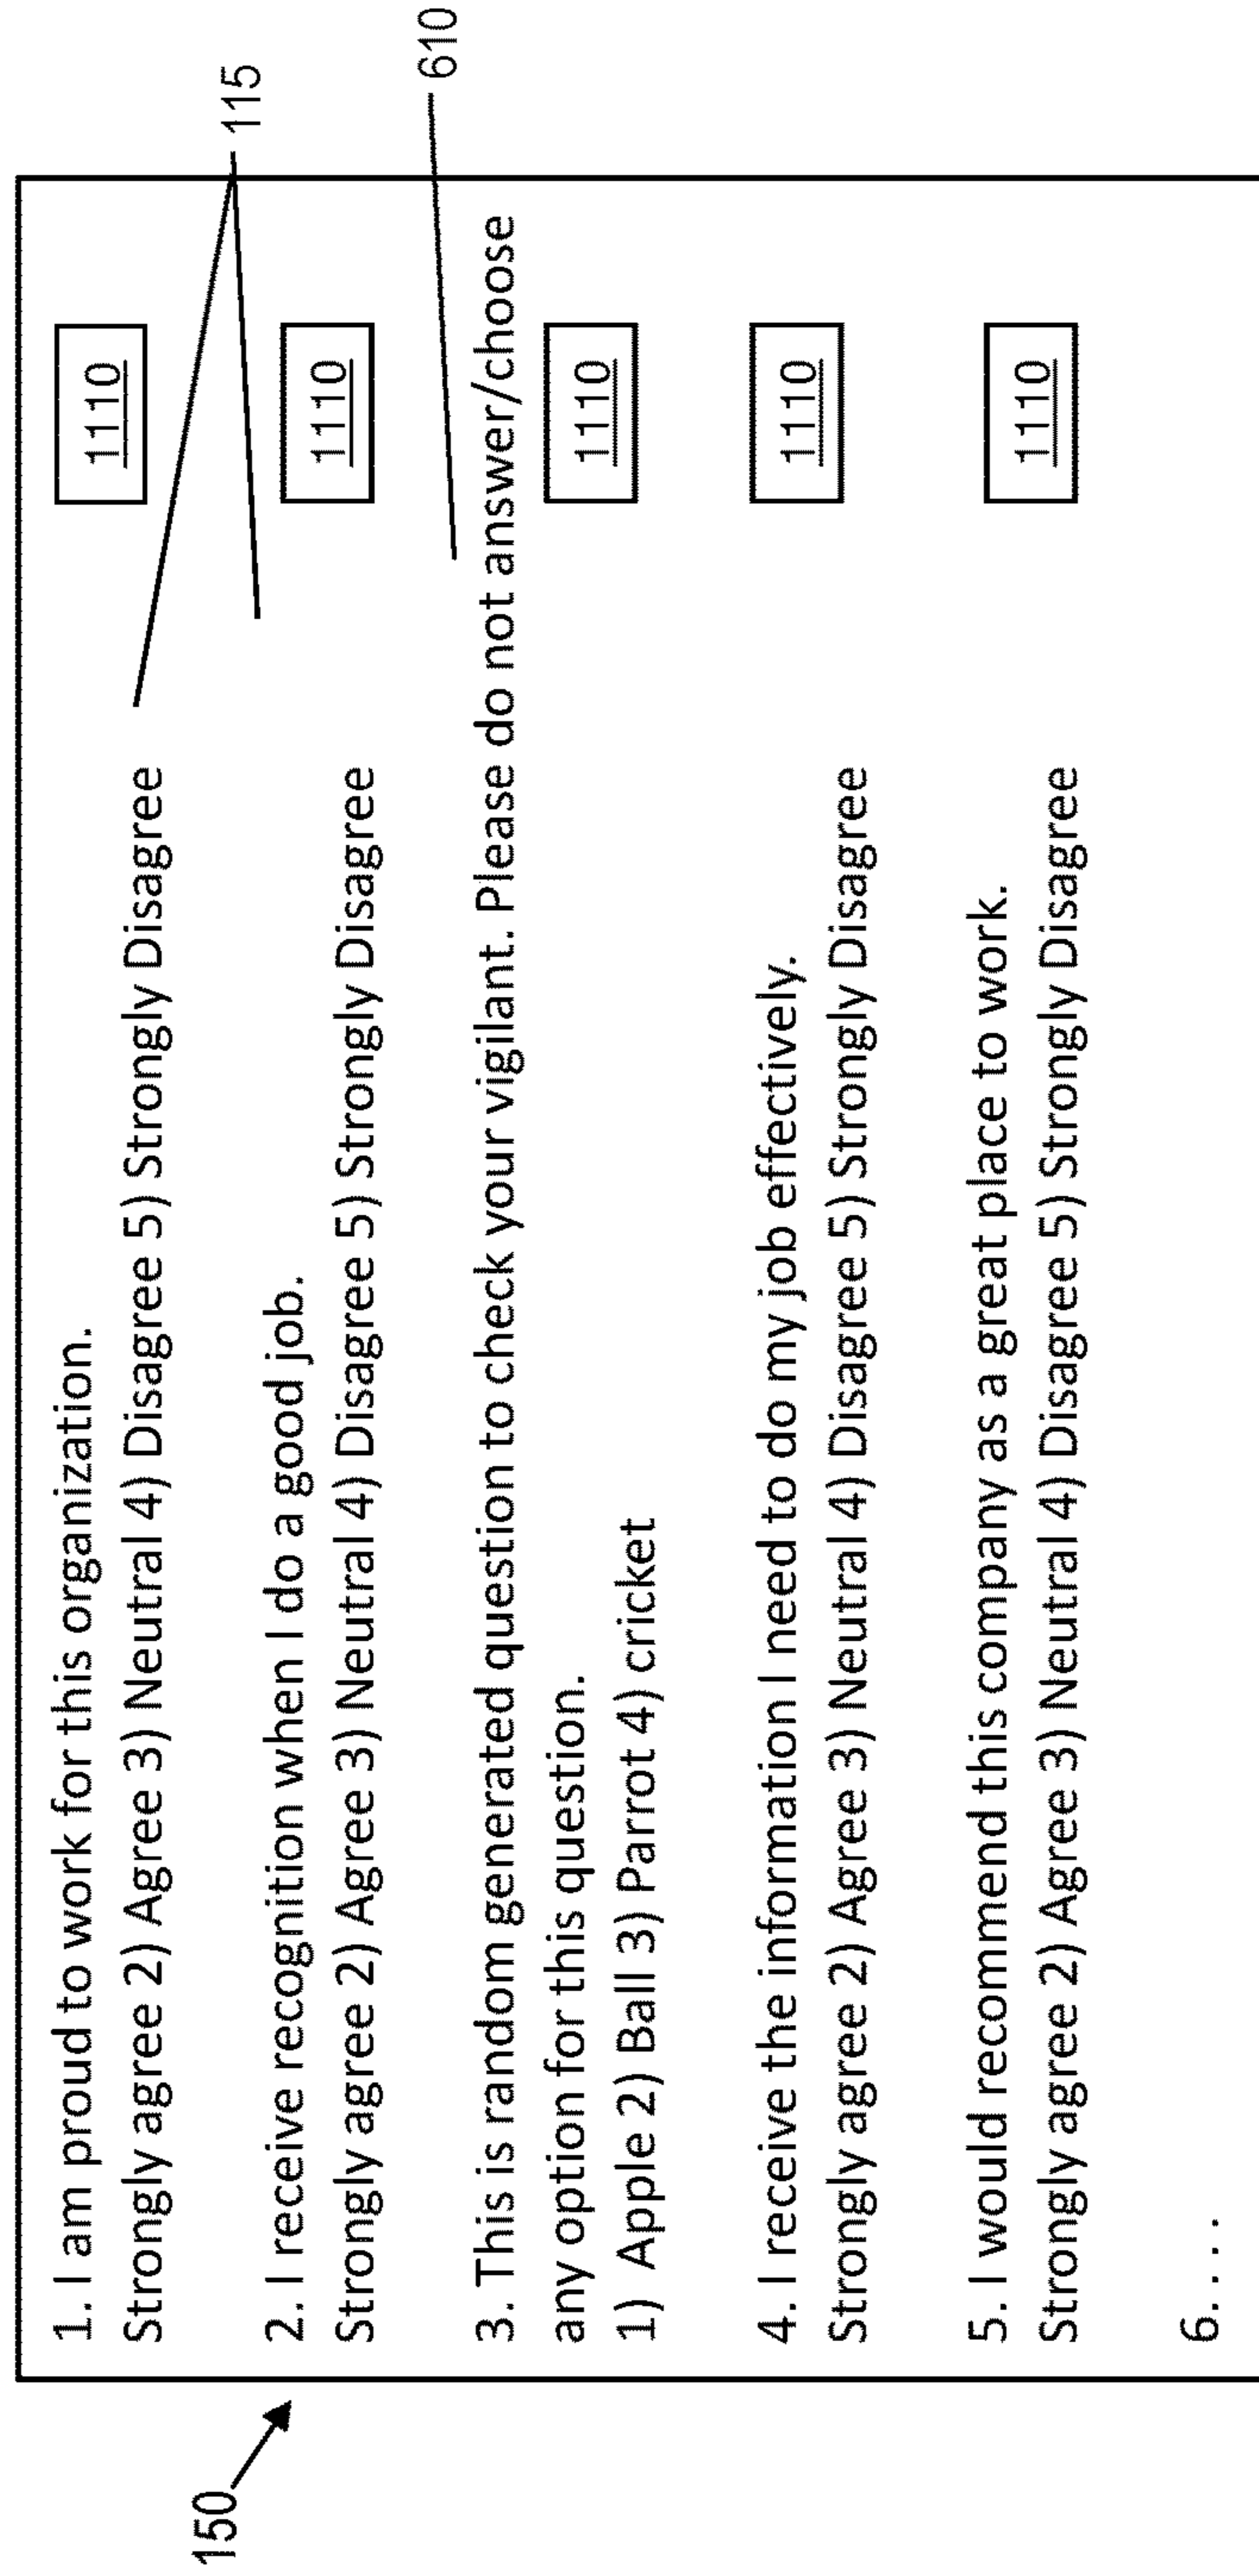 150
115
610
1. I am proud to work for this organization.
1110
Strongly agree 2) Agree 3) Neutral 4) Disagree 5) Strongly Disagree
2. I receive recognition when I do a good job.
1110
Strongly agree 2) Agree 3) Neutral 4) Disagree 5) Strongly Disagree
3. This is random generated question to check your vigilant. Please do not answer/choose
any option for this question.
1110
1) Apple 2) Ball 3) Parrot 4) cricket
4. I receive the information I need to do my job effectively.
1110
Strongly agree 2) Agree 3) Neutral 4) Disagree 5) Strongly Disagree
5. I would recommend this company as a great place to work.
1110
Strongly agree 2) Agree 3) Neutral 4) Disagree 5) Strongly Disagree
6. . . . .